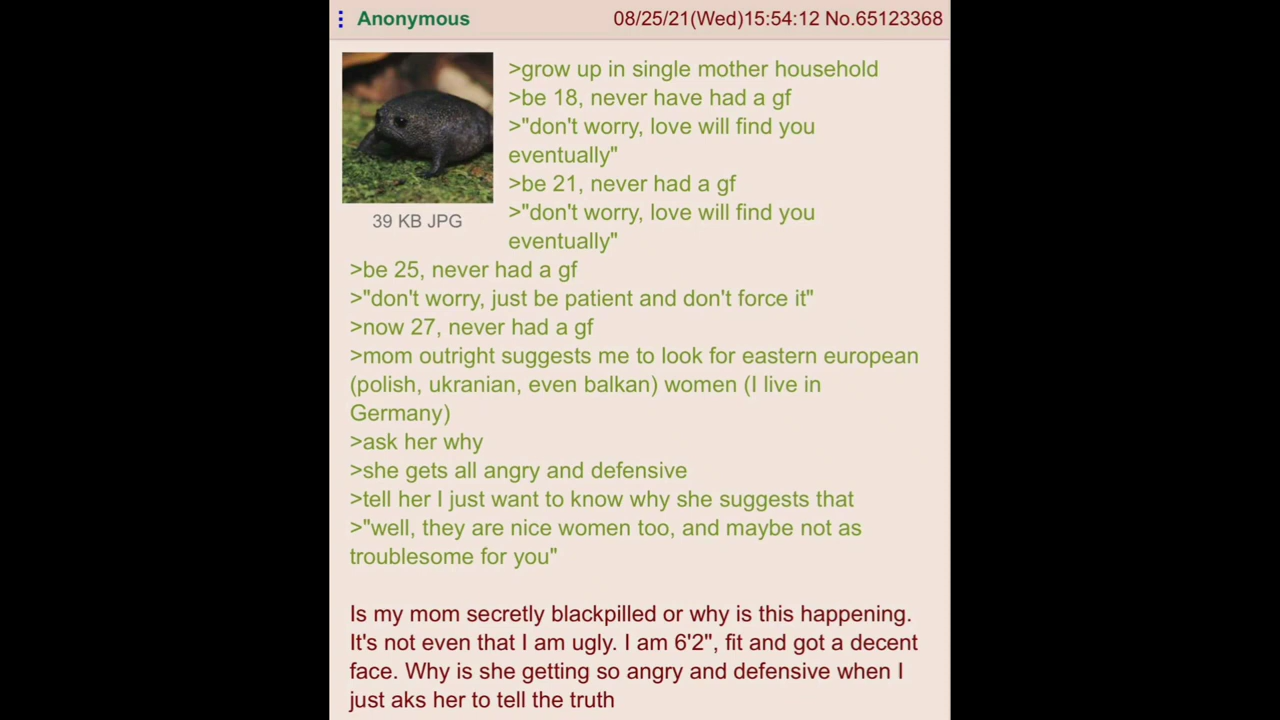 Anonymous 08/25/21(Wed)15:54:12 No.65123368
>grow up in single mother household
>be 18, never have had a gf
>"don't worry, love will find you
eventually"
>be 21, never had a gf
>"don't worry, love will find you
eventually"
39 KB JPG
>be 25, never had a gf
>"don't worry, just be patient and don't force it"
>now 27, never had a gf
>mom outright suggests me to look for eastern european
(polish, ukranian, even balkan) women (I live in
Germany)
>ask her why
>she gets all angry and defensive
>tell her I just want to know why she suggests that
>"well, they are nice women too, and maybe not as
troublesome for you"
Is my mom secretly blackpilled or why is this happening.
It's not even that I am ugly. I am 6'2", fit and got a decent
face. Why is she getting so angry and defensive when I
just aks her to tell the truth